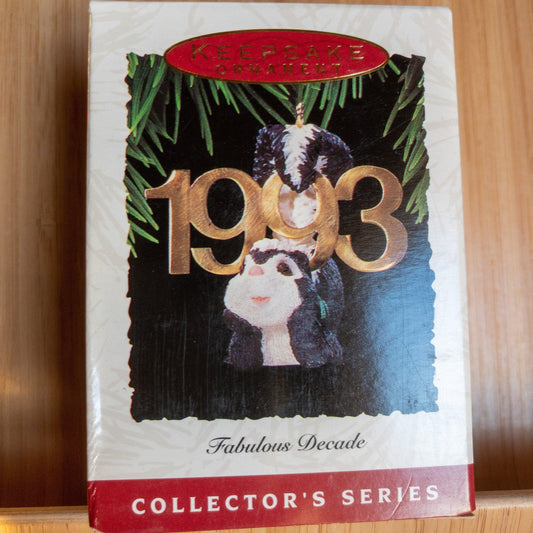 KEEPSAKE
ORNAMENT
1993
Fabulous Decade
COLLECTOR'S SERIES